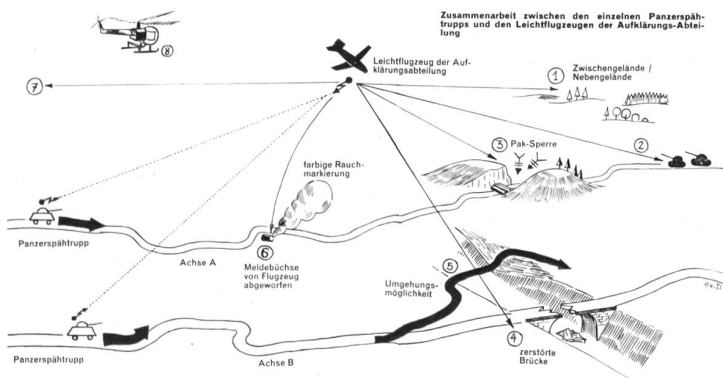 Zusammenarbeit zwischen den einzelnen Panzerspäh-
trupps und den Leichtflugzeugen der Aufklärungs-Abtei-
lung
8
Leichtflugzeug der Auf-
klärungsabteilung
7
1
Zwischengelände /
Nebengelände
2
3
Pak-Sperre
farbige Rauch-
markierung
Panzerspähtrupp
Achse A
6
Meldebüchse
von Flugzeug
abgeworfen
5
Umgehungs-
möglichkeit
4
zerstörte
Brücke
Panzerspähtrupp
Achse B